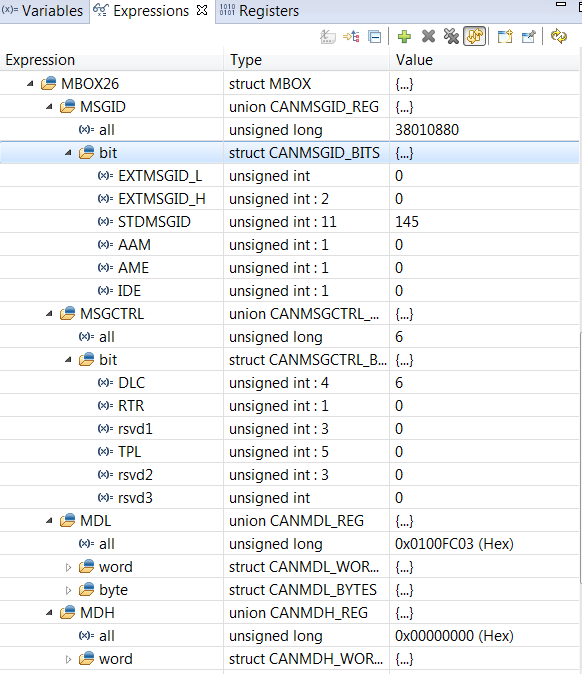 Variables Expressions Registers
Expression Type Value
MBOX26 struct MBOX {...}
MSGID union CANMSGID_REG {...}
(x)= all unsigned long 38010880
bit struct CANMSGID_BITS {...}
(x)= EXTMSGID_L unsigned int 0
(x)= EXTMSGID_H unsigned int : 2 0
(x)= STDMSGID unsigned int : 11 145
(x)= AAM unsigned int : 1 0
(x)= AME unsigned int : 1 0
(x)= IDE unsigned int : 1 0
MSGCTRL union CANMSGCTRL_... {...}
(x)= all unsigned long 6
bit struct CANMSGCTRL_B... {...}
(x)= DLC unsigned int : 4 6
(x)= RTR unsigned int : 1 0
(x)= rsvd1 unsigned int : 3 0
(x)= TPL unsigned int : 5 0
(x)= rsvd2 unsigned int : 3 0
(x)= rsvd3 unsigned int 0
MDL union CANMDL_REG {...}
(x)= all unsigned long 0x0100FC03 (Hex)
word struct CANMDL_WOR... {...}
byte struct CANMDL_BYTES {...}
MDH union CANMDH_REG {...}
(x)= all unsigned long 0x00000000 (Hex)
word struct CANMDH_WOR... {...}